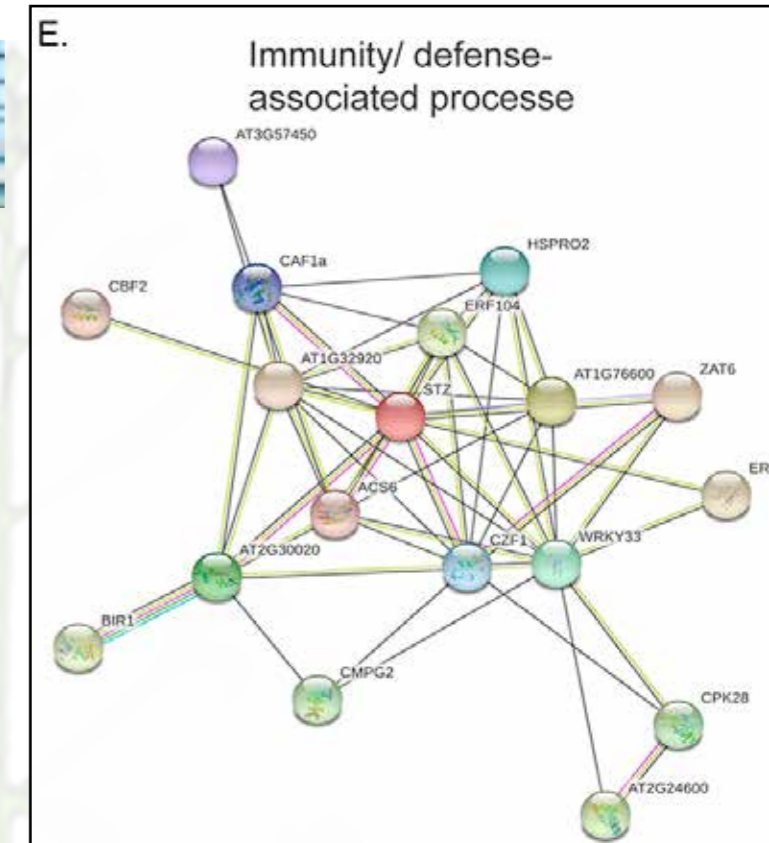 E.
Immunity/ defense-
associated processe
AT3G57450
HSPRO2
CAF1a
CBF2
ERF104
AT1G32920
AT1G76600
ZAT6
STZ
ER
ACS6
CZF1
WRKY33
AT2G30020
BIR1
CMPG2
CPK28
AT2G24600